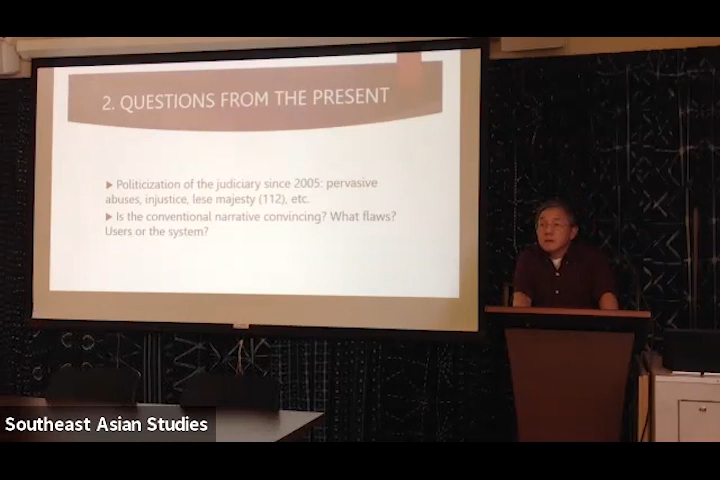 2. QUESTIONS FROM THE PRESENT
▶ Politicization of the judiciary since 2005: pervasive
abuses, injustice, lese majesty (112), etc.
▶ Is the conventional narrative convincing? What flaws?
Users or the system?
Southeast Asian Studies